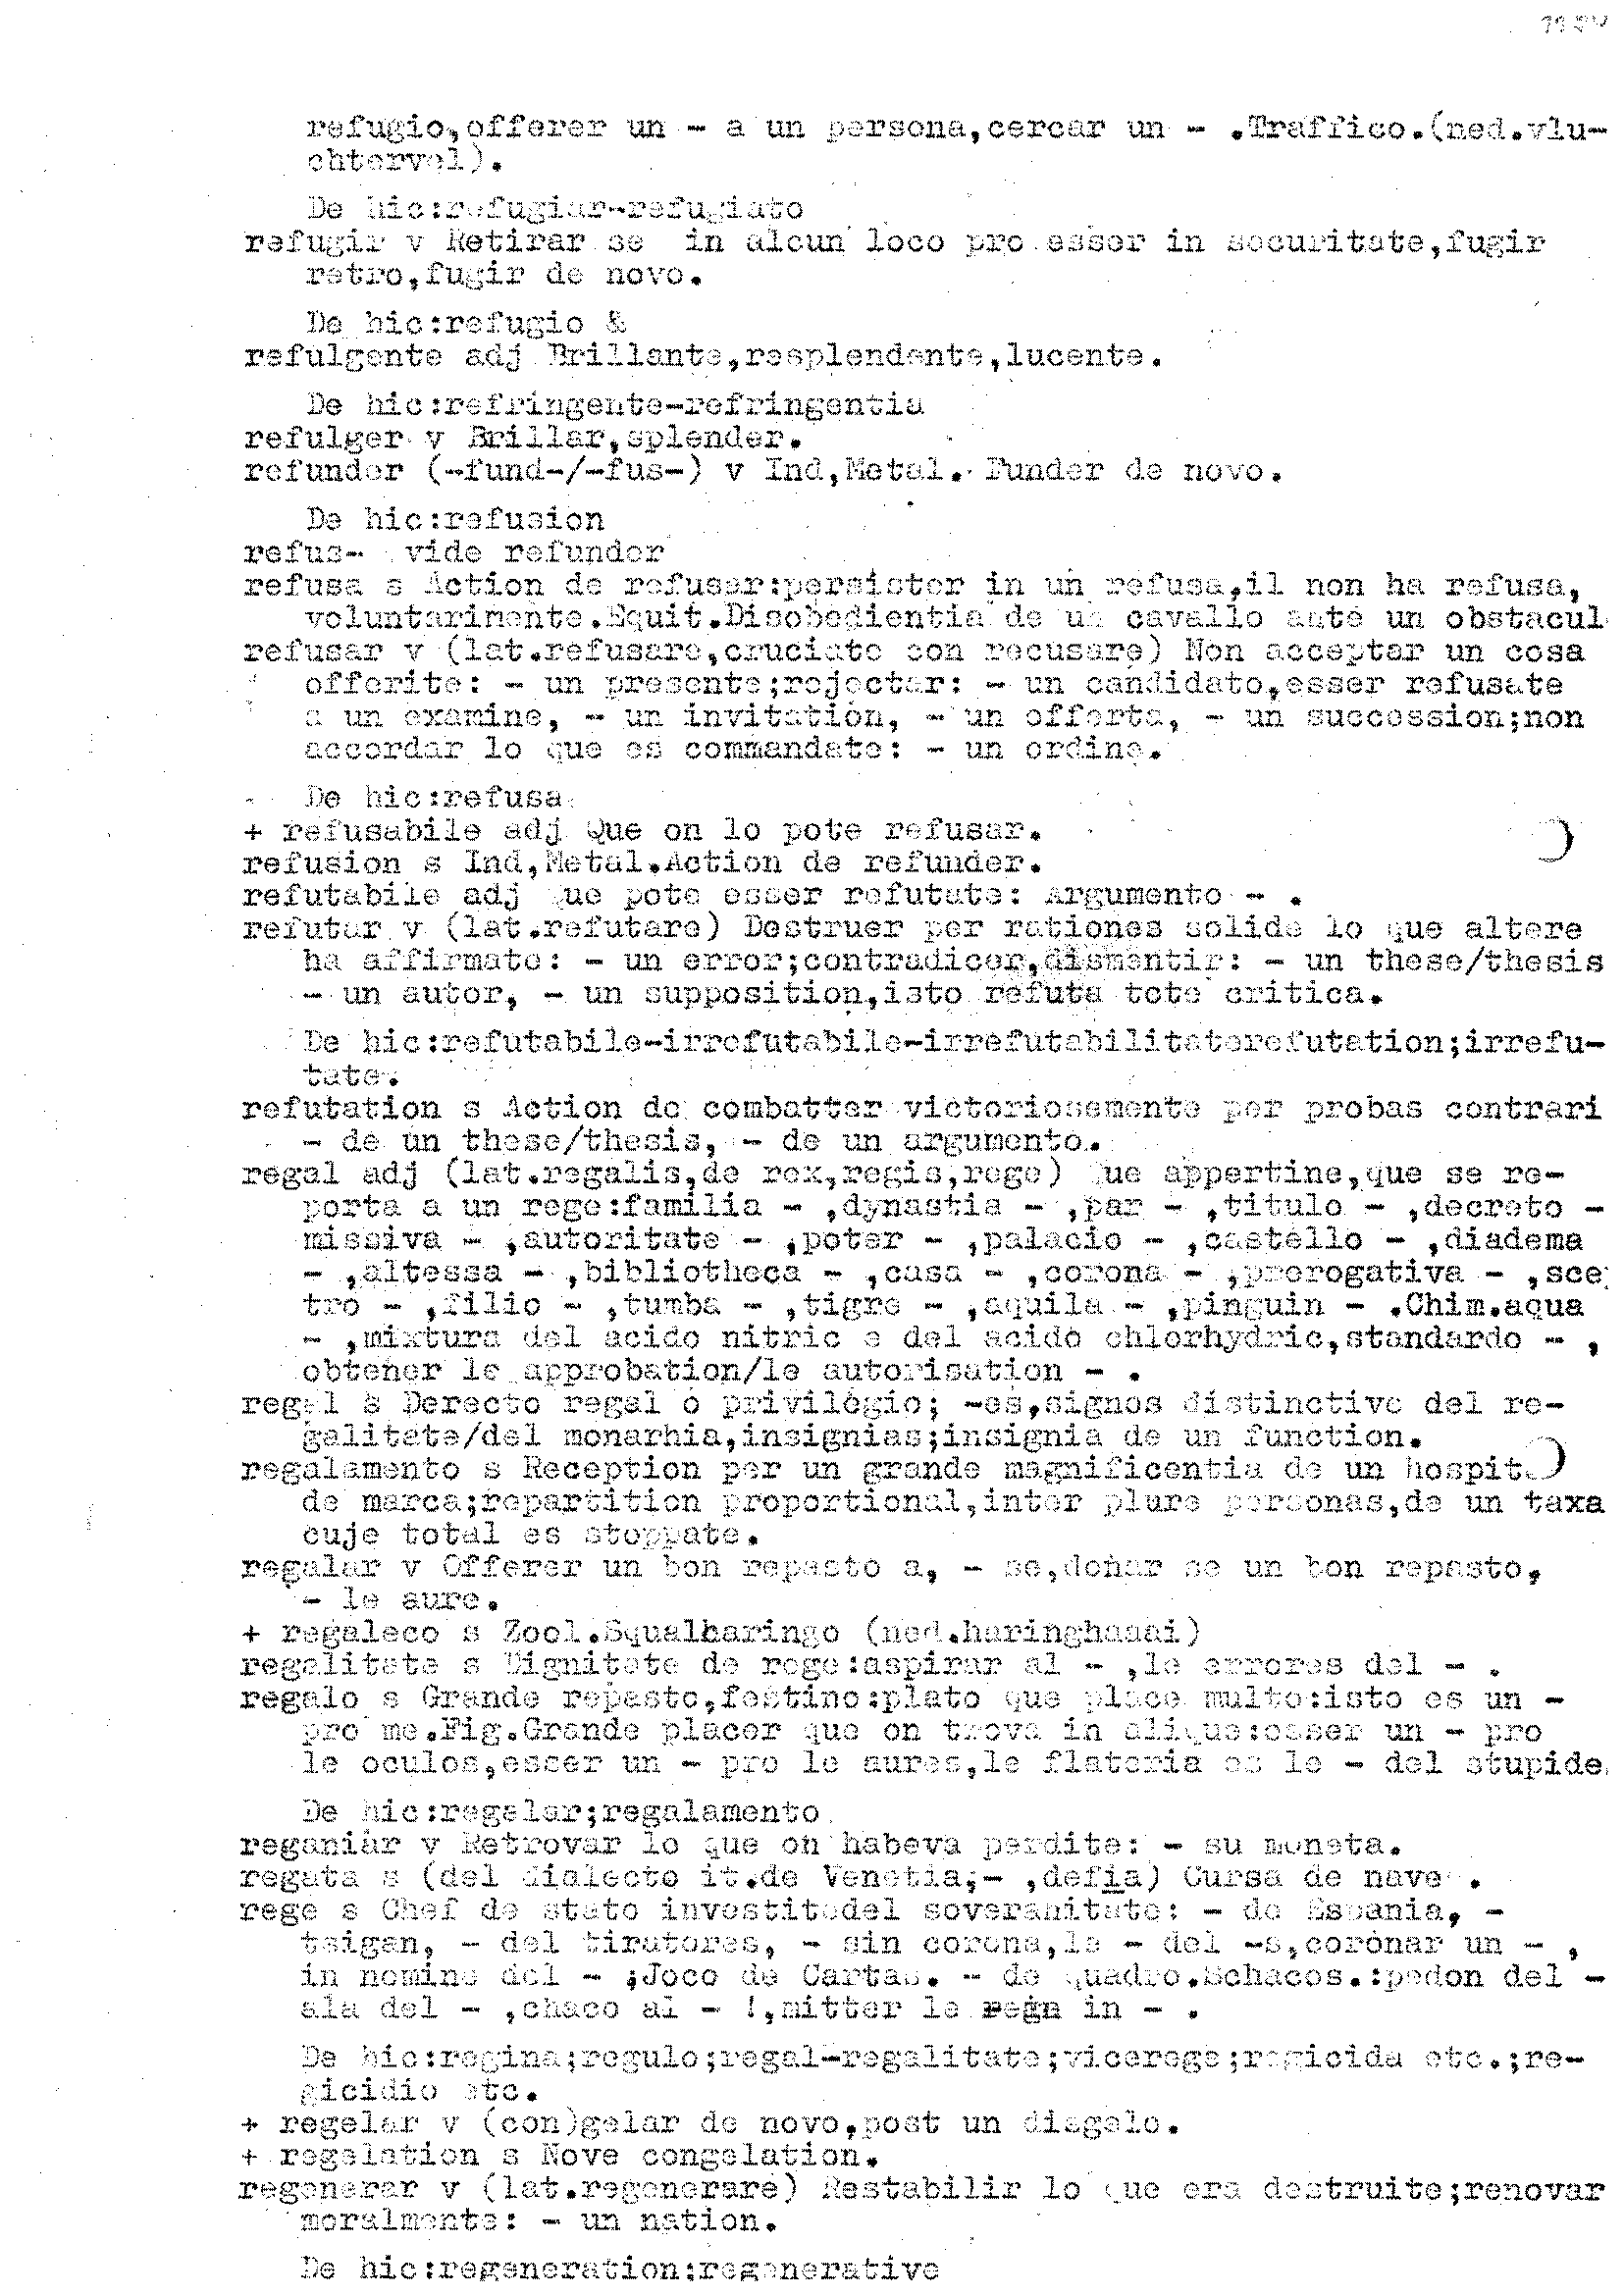 refugio,offerer un - a un persona,cercar un - .Traffico.(ned.vlu-
chtervel).
De hic:refugiar-refugiato
refugir v Retirar se in alcun loco pro esser in securitate,fugir
retro,fugir de novo.
De hic:refugio &
refulgente adj Brillante,resplendente,lucente.
De hic:refringente-refringentia
refulger v Brillar,splender.
refunder (-fund-/-fus-) v Ind,Metal. Funder de novo.
De hic:refusion
refus- vide refunder
refusa s Action de refusar:persister in un refusa,il non ha refusa,
voluntarimente.Equit.Disobedientia de un cavallo ante un obstacul
refusar v (lat.refusare,cruciate con recusare) Non acceptar un cosa
offerite: - un presente;rejectar: - un candidato,esser refusate
a un examine, - un invitation, - un offerta, - un succession;non
accordar lo que es commandate: - un ordine.
De hic:refusa
+ refusabile adj Que on lo pote refusar.
refusion s Ind,Metal.Action de refunder.
refutabile adj Que pote esser refutate: Argumento - .
refutar v (lat.refutare) Destruer per rationes solide lo que altere
ha affirmate: - un error;contradicer,dismentir: - un these/thesis
- un autor, - un supposition,isto refuta tote critica.
De hic:refutabile-irrefutabile-irrefutabilitaterefutation;irrefu-
tate.
refutation s Action de combatter victoriosemente per probas contrari
- de un these/thesis, - de un argumento.
regal adj (lat.regalis,de rex,regis,rege) Que appertine,que se re-
porta a un rege:familia - ,dynastia - ,par - ,titulo - ,decreto -
missiva - ,autoritate - ,poter - ,palacio - ,castello - ,diadema
- ,altessa - ,bibliotheca - ,casa - ,corona - ,prerogativa - ,scep
tro - ,filio - ,tumba - ,tigre - ,aquila - ,pinguin - .Chim.aqua
- ,mixtura del acido nitric e del acido chlorhydric,standardo - ,
obtener le approbation/le autorisation - .
regal s Derecto regal o privilegio; -es,signos distinctive del re-
galitate/del monarhia,insignias;insignia de un function.
regalamento s Reception per un grande magnificentia de un hospite
de marca;repartition proportional,inter plure personas,de un taxa
cuje total es stoppate.
regalar v Offerer un bon repasto a, - se,donar se un bon repasto,
- le aure.
+ regaleco s Zool.Squalharingo (ned.haringhaaai)
regalitate s Dignitate de rege:aspirar al - ,le errores del - .
regalo s Grande repasto,festino:plato que place multo:isto es un -
pro me.Fig.Grande placer que on trova in alique:esser un - pro
le oculos,esser un - pro le aures,le flateria es le - del stupide
De hic:regalar;regalamento
reganiar v Retrovar lo que on habeva perdite: - su moneta.
regata s (del dialecto it.de Venetia;- ,defia) Cursa de nave .
rege s Chef de stato investitedel soveranitate: - de Espania, -
tsigan, - del tiratores, - sin corona,le - del -s,coronar un - ,
in nomine del - ;Joco de Cartas. - de quadro.Schacos.:pedon del -
ala del - ,chaco al - !,mitter le regn in - .
De hic:regina;regulo;regal-regalitate;vicerege;regicida etc.;re-
gicidio etc.
+ regelar v (con)gelar de novo,post un disgelo.
+ regelation s Nove congelation.
regenerar v (lat.regenerare) Restabilir lo que era destruite;renovar
moralmente: - un nation.
De hic:regeneration;regenerative